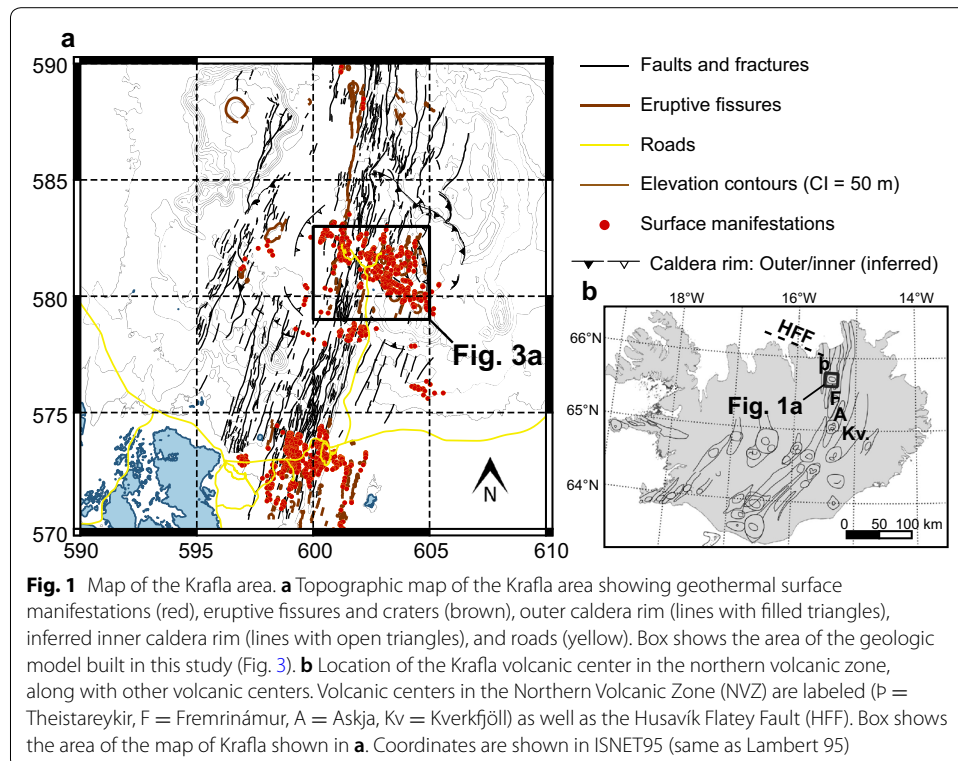 a
590
585
580
575
570
590
595
600
605
610
Fig. 3a
N
Faults and fractures
Eruptive fissures
Roads
Elevation contours (CI = 50 m)
Surface manifestations
Caldera rim: Outer/inner (inferred)
b
18°W
16°W
14°W
66°N
65°N
64°N
HFF
Þ
F
A
Kv.
Fig. 1a
0 50 100 km
Fig. 1 Map of the Krafla area. a Topographic map of the Krafla area showing geothermal surface
manifestations (red), eruptive fissures and craters (brown), outer caldera rim (lines with filled triangles),
inferred inner caldera rim (lines with open triangles), and roads (yellow). Box shows the area of the geologic
model built in this study (Fig. 3). b Location of the Krafla volcanic center in the northern volcanic zone,
along with other volcanic centers. Volcanic centers in the Northern Volcanic Zone (NVZ) are labeled (Þ =
Theistareykir, F = Fremrinámur, A = Askja, Kv = Kverkfjöll) as well as the Husavík Flatey Fault (HFF). Box shows
the area of the map of Krafla shown in a. Coordinates are shown in ISNET95 (same as Lambert 95)